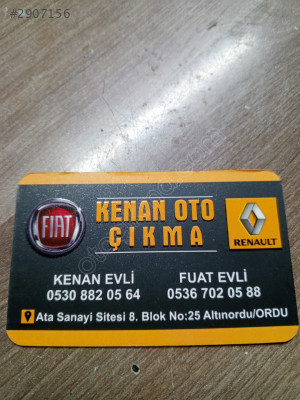 #2907156
KENAN OTO
ÇIKMA
FIAT
RENAULT
KENAN EVLİ
0530 882 05 64
FUAT EVLİ
0536 702 05 88
Ata Sanayi Sitesi 8. Blok No:25 Altınordu/ORDU